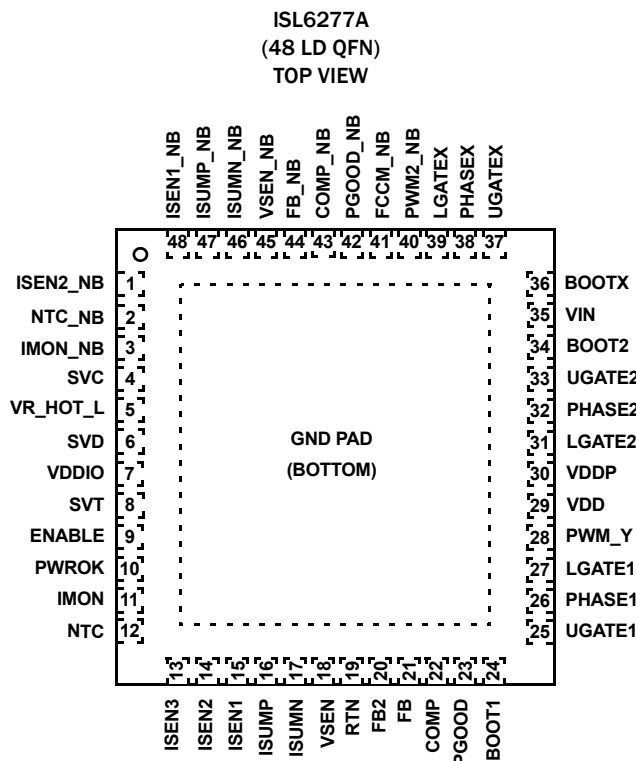 ISL6277A
(48 LD QFN)
TOP VIEW
ISEN1_NB
ISUMP_NB
ISUMN_NB
VSEN_NB
FB_NB
COMP_NB
PGOOD_NB
FCCM_NB
PWM2_NB
LGATEX
PHASEX
UGATEX
48 47 46 45 44 43 42 41 40 39 38 37
ISEN2_NB 1
NTC_NB 2
IMON_NB 3
SVC 4
VR_HOT_L 5
SVD 6
VDDIO 7
SVT 8
ENABLE 9
PWROK 10
IMON 11
NTC 12
GND PAD
(BOTTOM)
36 BOOTX
35 VIN
34 BOOT2
33 UGATE2
32 PHASE2
31 LGATE2
30 VDDP
29 VDD
28 PWM_Y
27 LGATE1
26 PHASE1
25 UGATE1
13 14 15 16 17 18 19 20 21 22 23 24
ISEN3
ISEN2
ISEN1
ISUMP
ISUMN
VSEN
RTN
FB2
FB
COMP
PGOOD
BOOT1